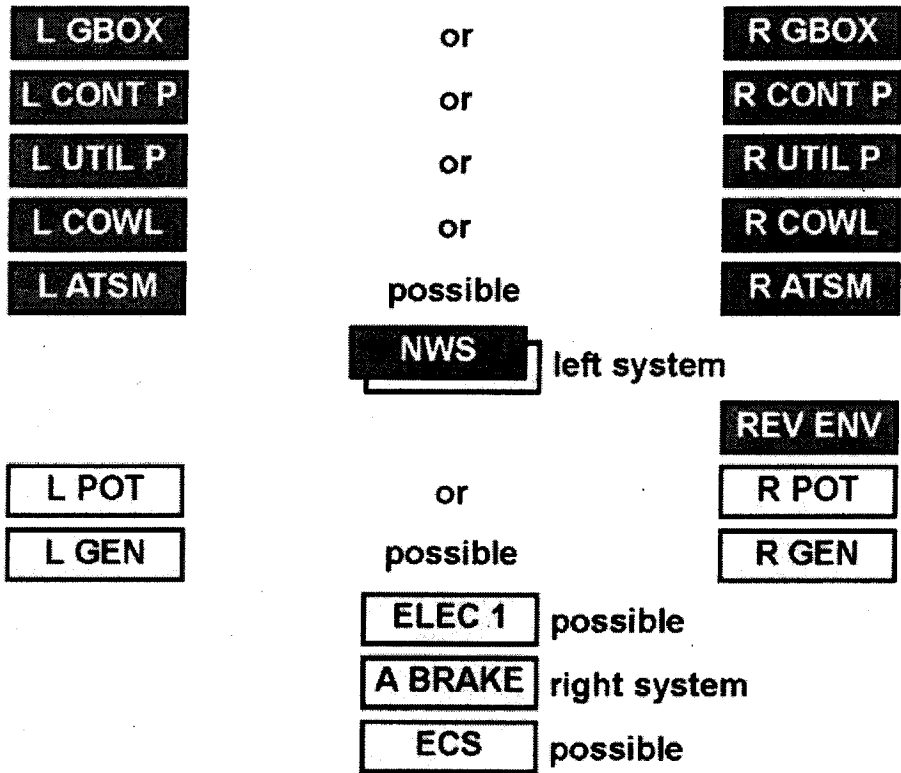 L GBOX or R GBOX
L CONT P or R CONT P
L UTIL P or R UTIL P
L COWL or R COWL
L ATSM possible R ATSM
NWS left system
REV ENV
L POT or R POT
L GEN possible R GEN
ELEC 1 possible
A BRAKE right system
ECS possible